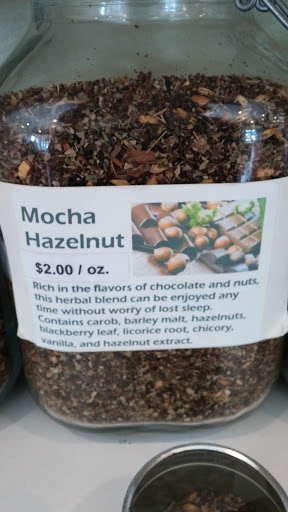 Mocha
Hazelnut
$2.00 / oz.
Rich in the flavors of chocolate and nuts,
this herbal blend can be enjoyed any
time without worry of lost sleep.
Contains carob, barley malt, hazelnuts,
blackberry leaf, licorice root, chicory,
vanilla, and hazelnut extract.